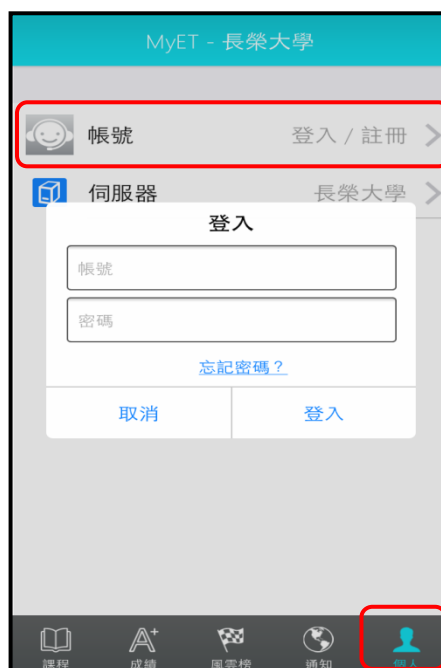 MyET - 長榮大學
帳號 登入 / 註冊
伺服器 長榮大學
登入
帳號
密碼
忘記密碼？
取消 登入
課程 成績 風雲榜 通知 個人